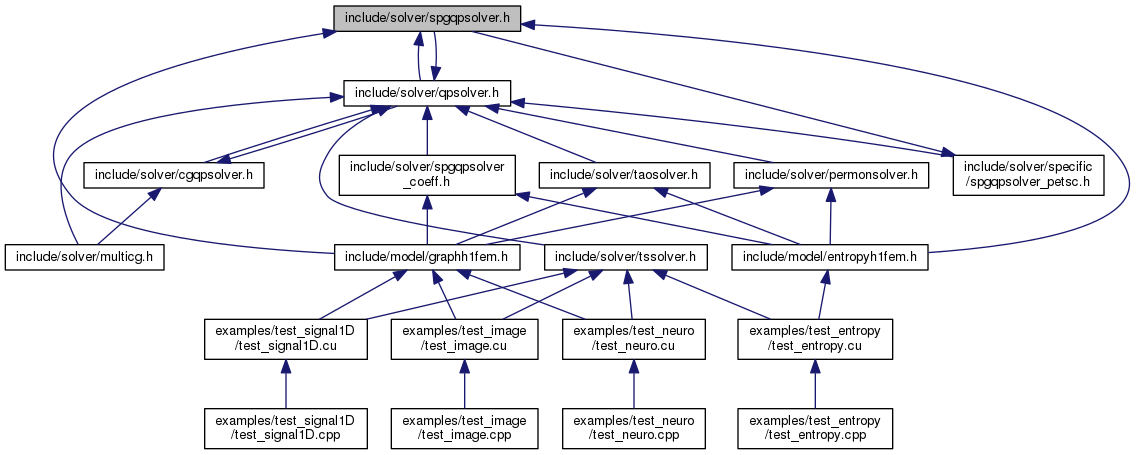 include/solver/spgqpsolver.h
include/solver/qpsolver.h
include/solver/cgqpsolver.h
include/solver/spgqpsolver
_coeff.h
include/solver/taosolver.h
include/solver/permonsolver.h
include/solver/specific
/spgqpsolver_petsc.h
include/solver/multicg.h
include/model/graphh1fem.h
include/solver/tssolver.h
include/model/entropyh1fem.h
examples/test_signal1D
/test_signal1D.cu
examples/test_image
/test_image.cu
examples/test_neuro
/test_neuro.cu
examples/test_entropy
/test_entropy.cu
examples/test_signal1D
/test_signal1D.cpp
examples/test_image
/test_image.cpp
examples/test_neuro
/test_neuro.cpp
examples/test_entropy
/test_entropy.cpp